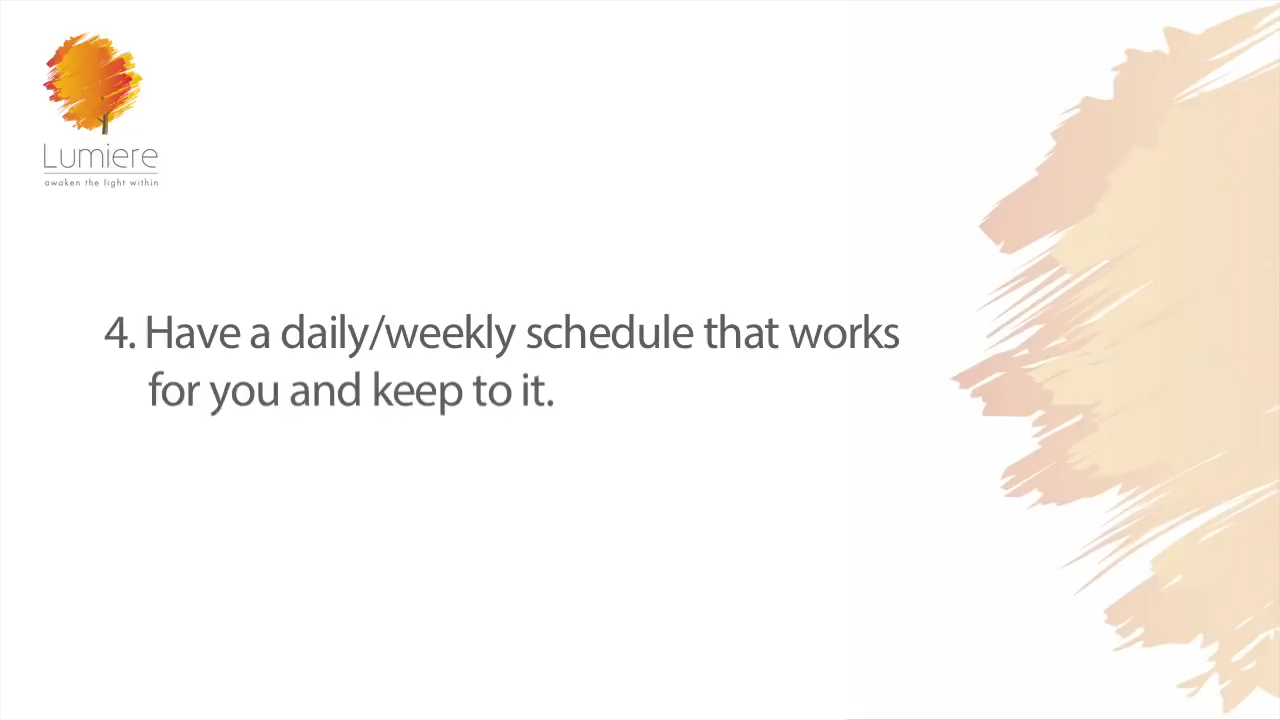 Lumiere
awaken the light within
4. Have a daily/weekly schedule that works
for you and keep to it.